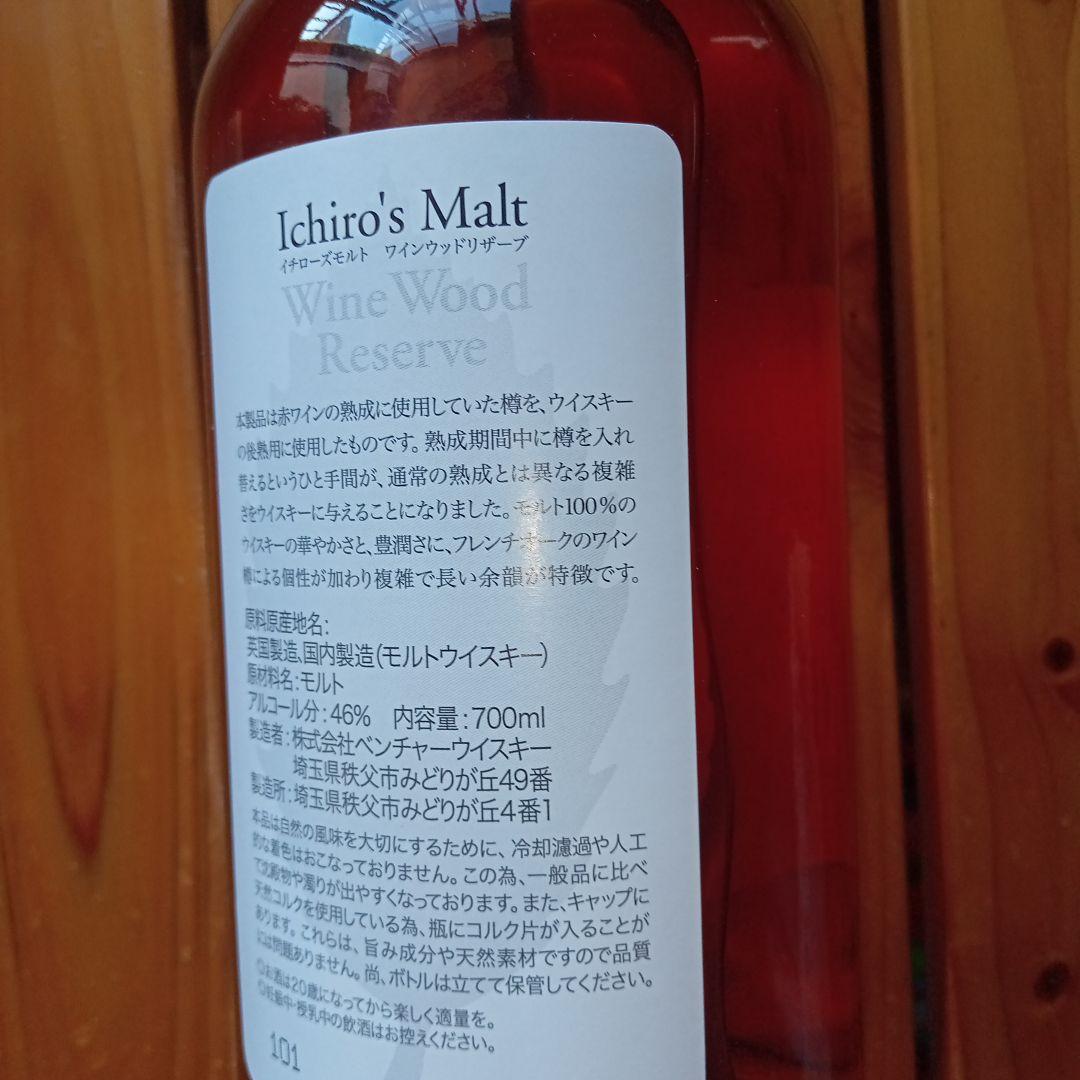 Ichiro's Malt
イチローズモルト　ワインウッドリザーブ
Wine Wood
Reserve
本製品は赤ワインの熟成に使用していた樽を、ウイスキー
の後熟用に使用したものです。熟成期間中に樽を入れ
替えるというひと手間が、通常の熟成とは異なる複雑
さをウイスキーに与えることになりました。モルト100%の
ウイスキーの華やかさと、豊潤さに、フレンチオークのワイン
樽による個性が加わり複雑で長い余韻が特徴です。
原料原産地名:
英国製造、国内製造(モルトウイスキー)
原材料名:モルト
アルコール分:46%　内容量:700ml
製造者:株式会社ベンチャーウイスキー
埼玉県秩父市みどりが丘49番
製造所:埼玉県秩父市みどりが丘4番1
本品は自然の風味を大切にするために、冷却濾過や人工
的な着色はおこなっておりません。この為、一般品に比べ
て沈殿物や濁りが出やすくなっております。また、キャップに
天然コルクを使用している為、瓶にコルク片が入ることが
あります。これらは、旨み成分や天然素材ですので品質
には問題ありません。尚、ボトルは立てて保管してください。
◎お酒は20歳になってから楽しく適量を。
◎妊娠中・授乳中の飲酒はお控えください。
101